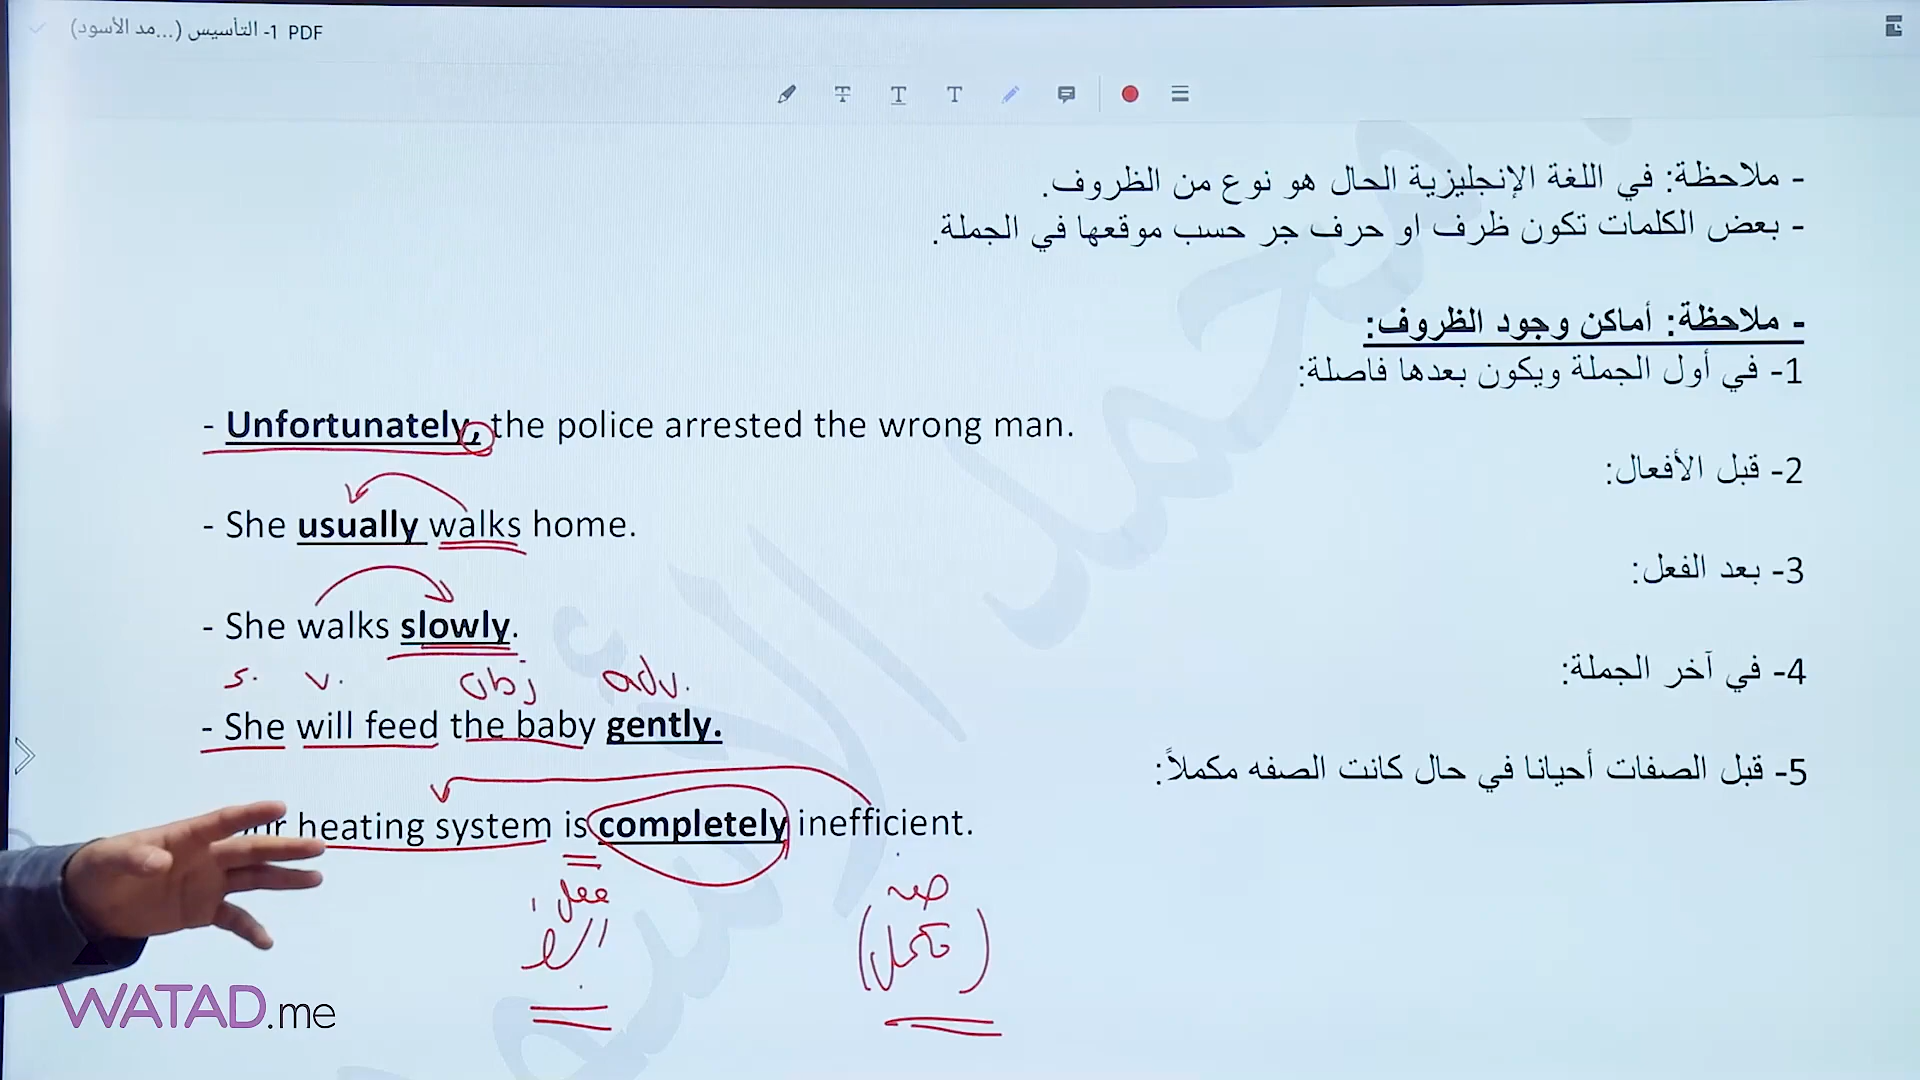 1- التأسيس (...مد الأسود) PDF
- ملاحظة: في اللغة الإنجليزية الحال هو نوع من الظروف.
- بعض الكلمات تكون ظرف او حرف جر حسب موقعها في الجملة.
- ملاحظة: أماكن وجود الظروف:
1- في أول الجملة ويكون بعدها فاصلة:
- Unfortunately, the police arrested the wrong man.
2- قبل الأفعال:
- She usually walks home.
3- بعد الفعل:
- She walks slowly.
s. v. obj adv.
4- في آخر الجملة:
- She will feed the baby gently.
5- قبل الصفات أحيانا في حال كانت الصفه مكملاً:
heating system is completely inefficient.
فعل
صفة
WATAD.me
محمد الأسو